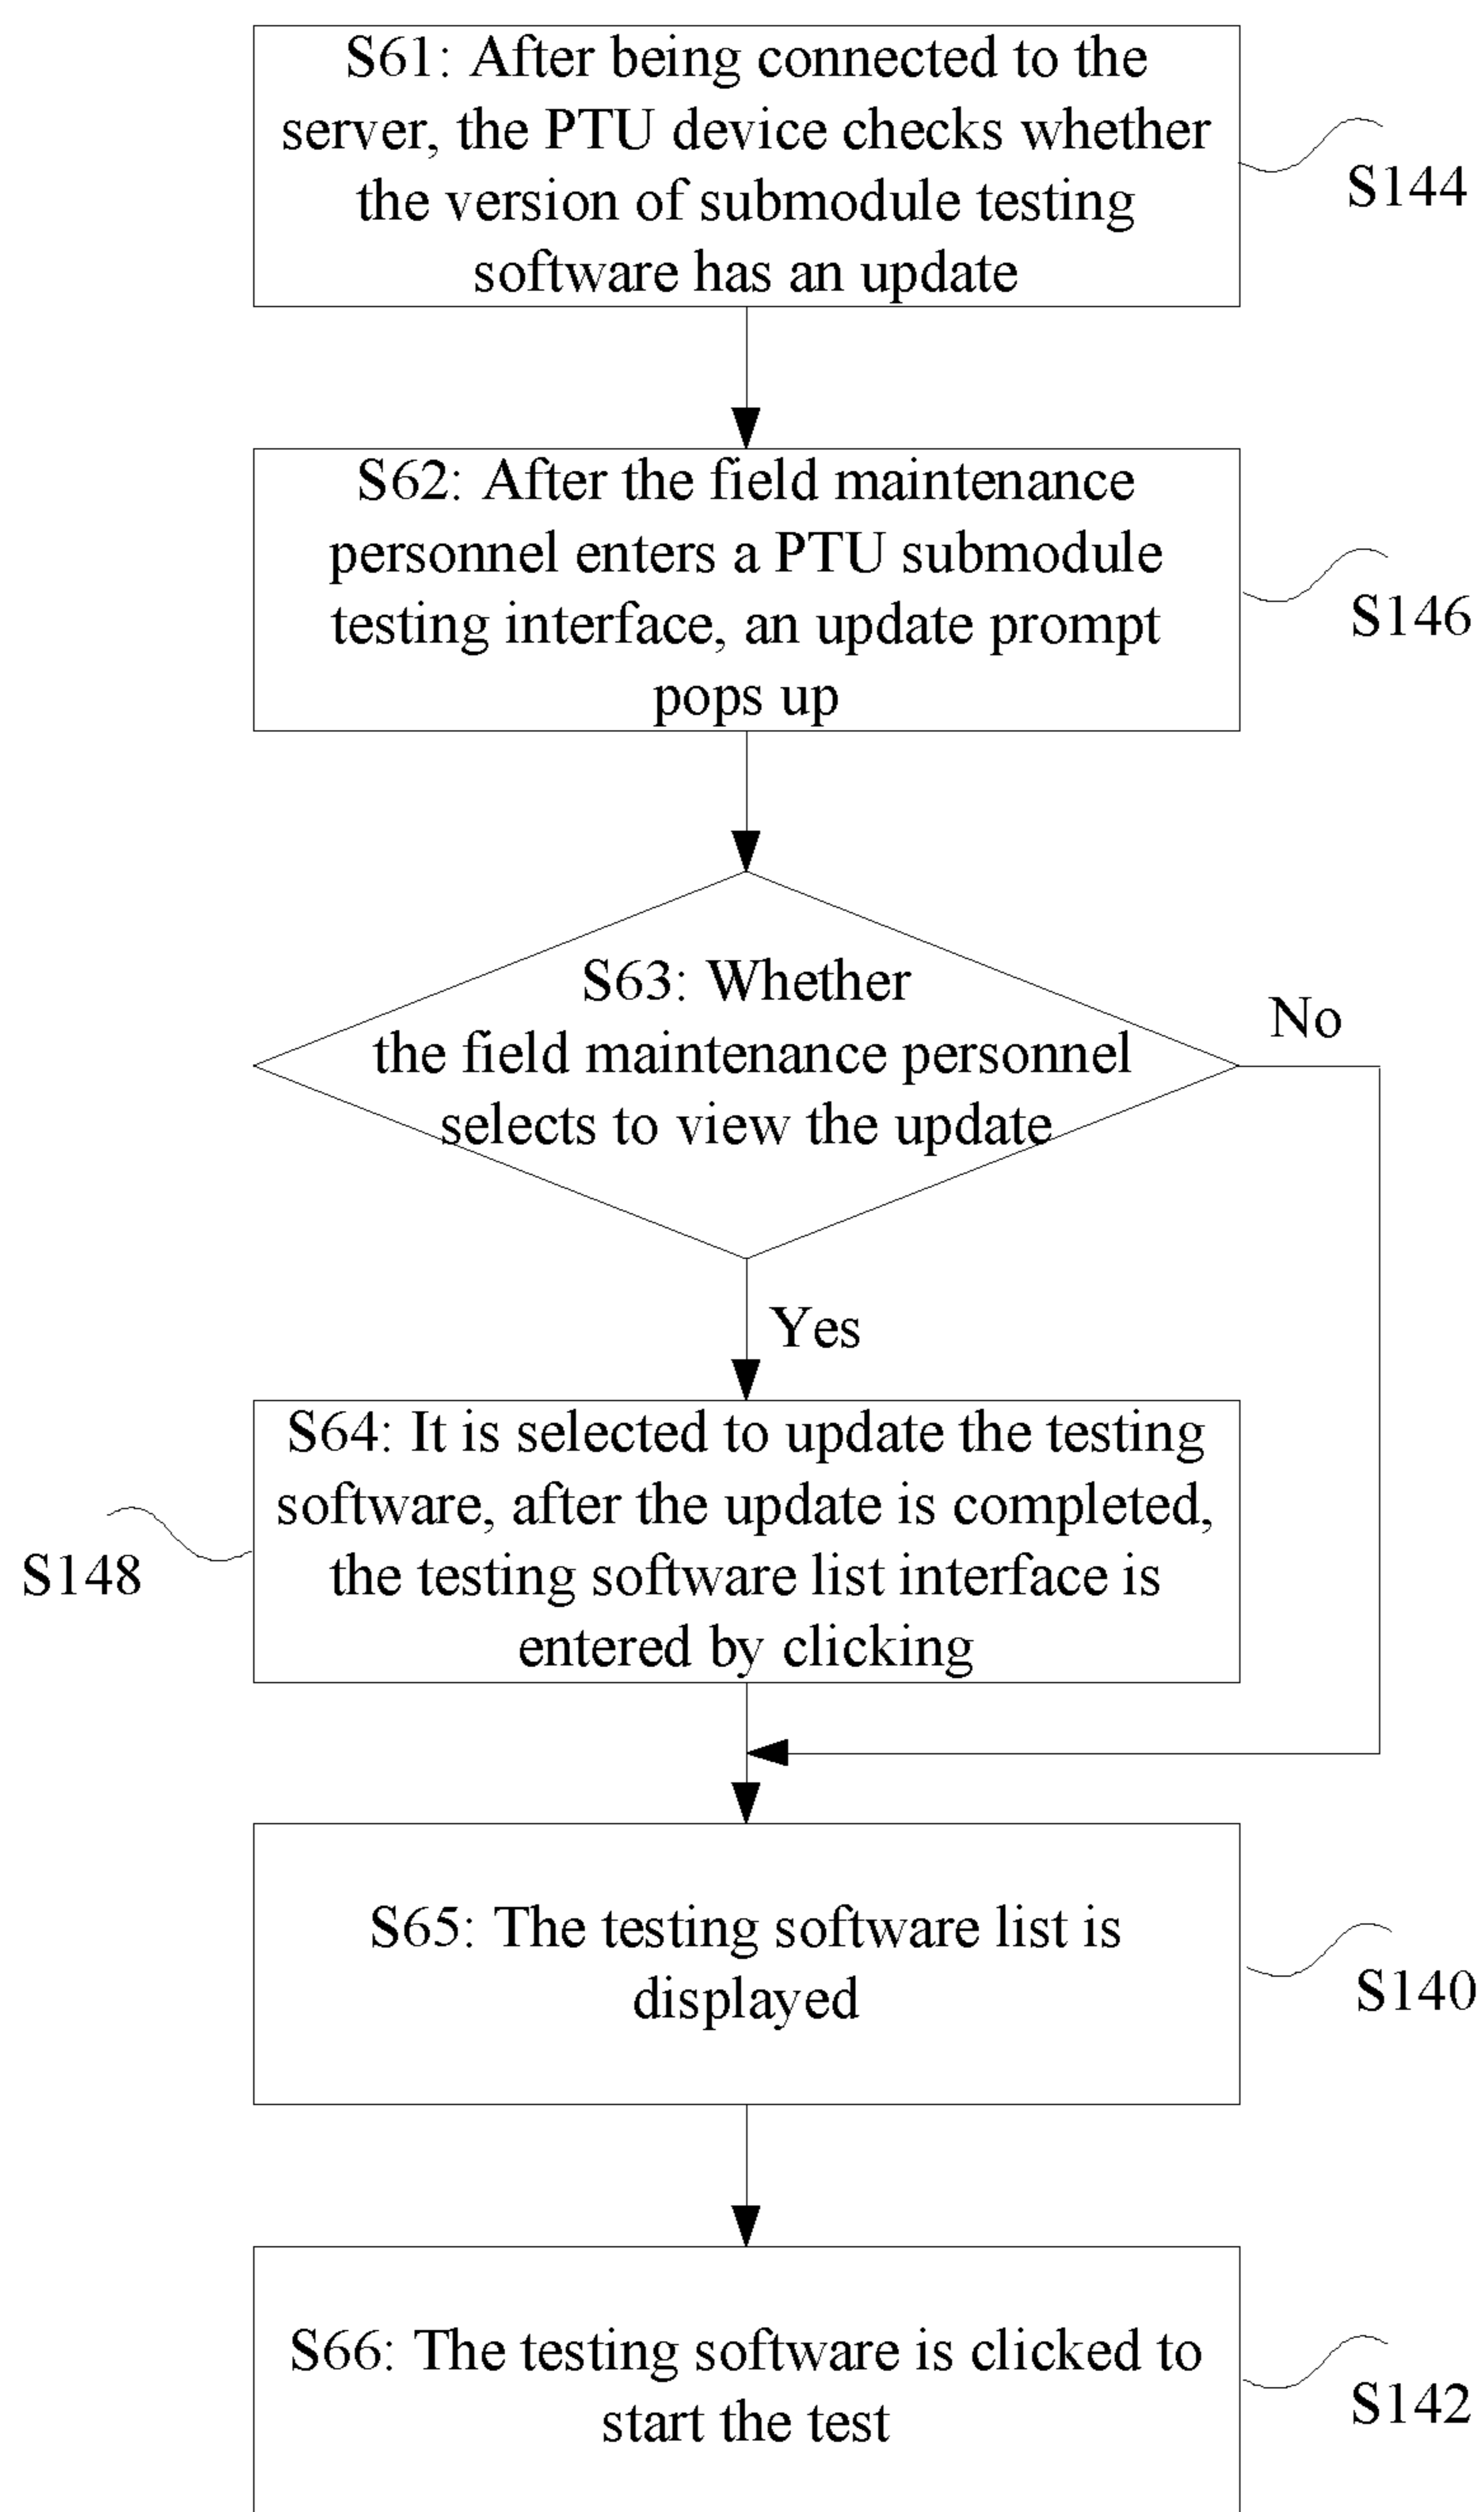 S61: After being connected to the
server, the PTU device checks whether
the version of submodule testing
software has an update
S144
S62: After the field maintenance
personnel enters a PTU submodule
testing interface, an update prompt
pops up
S146
S63: Whether
the field maintenance personnel
selects to view the update
No
Yes
S64: It is selected to update the testing
software, after the update is completed,
the testing software list interface is
entered by clicking
S148
S65: The testing software list is
displayed
S140
S66: The testing software is clicked to
start the test
S142